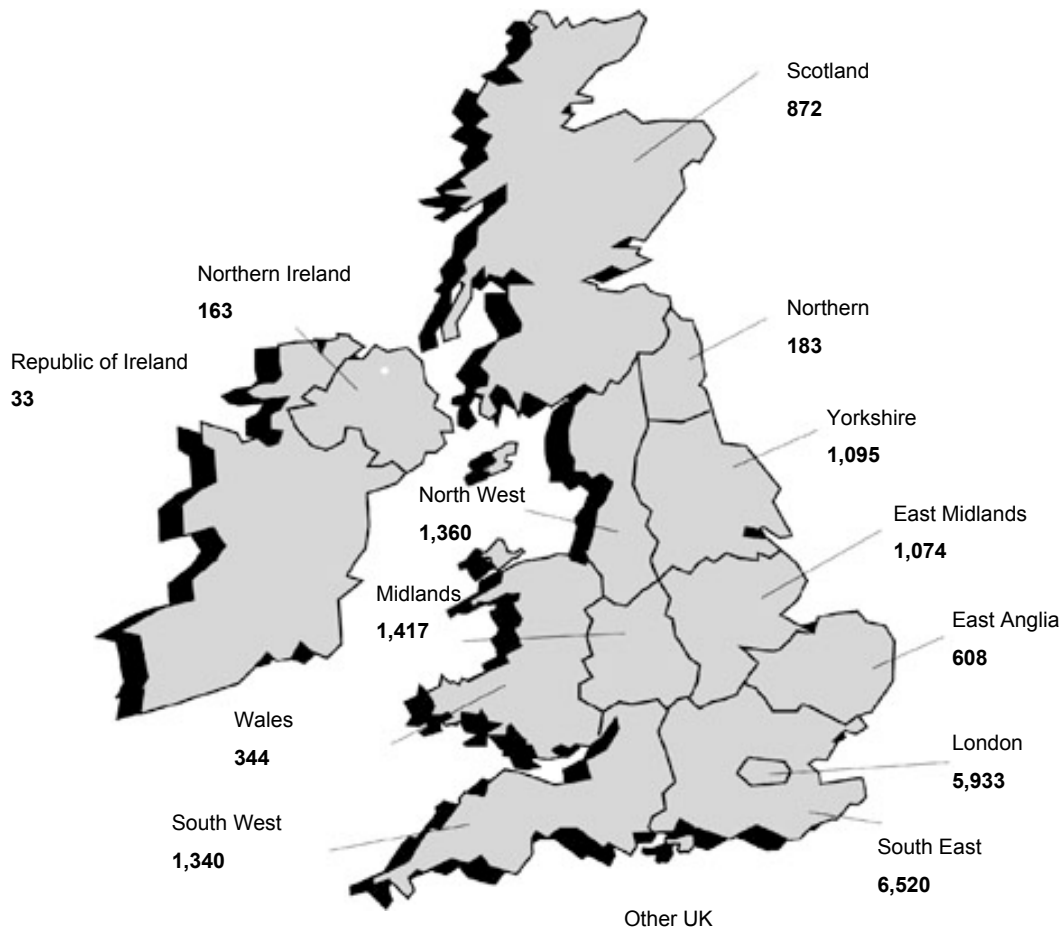 Scotland
872
Northern Ireland
163
Northern
183
Republic of Ireland
33
Yorkshire
1,095
North West
1,360
East Midlands
1,074
Midlands
1,417
East Anglia
608
Wales
344
London
5,933
South West
1,340
South East
6,520
Other UK